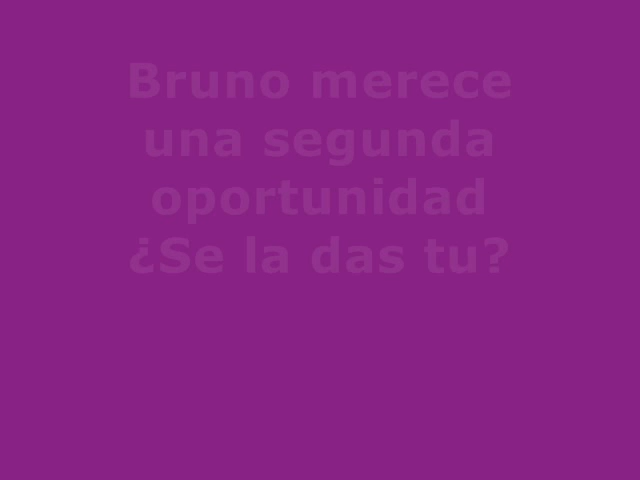 Bruno merece
una segunda
oportunidad
¿Se la das tu?